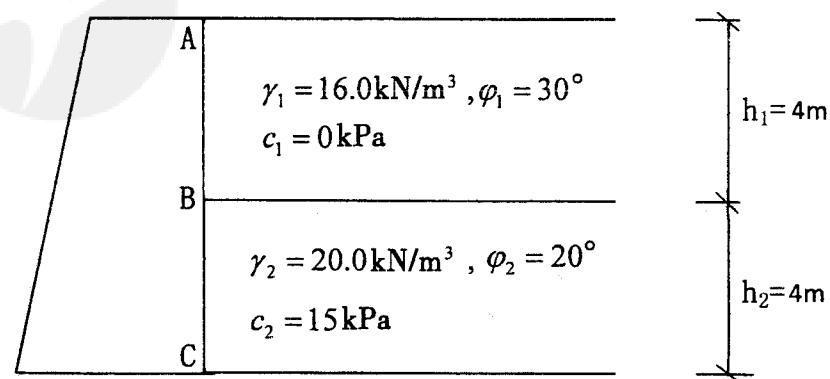 A
γ₁ = 16.0kN/m³ , φ₁ = 30°
c₁ = 0kPa
h₁= 4m
B
γ₂ = 20.0kN/m³ , φ₂ = 20°
c₂ = 15kPa
h₂=4m
C